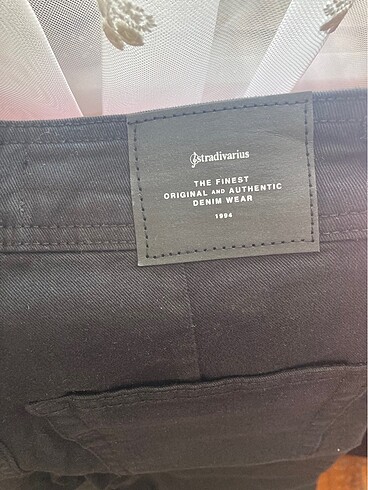 stradivarius
THE FINEST
ORIGINAL AND AUTHENTIC
DENIM WEAR
1994